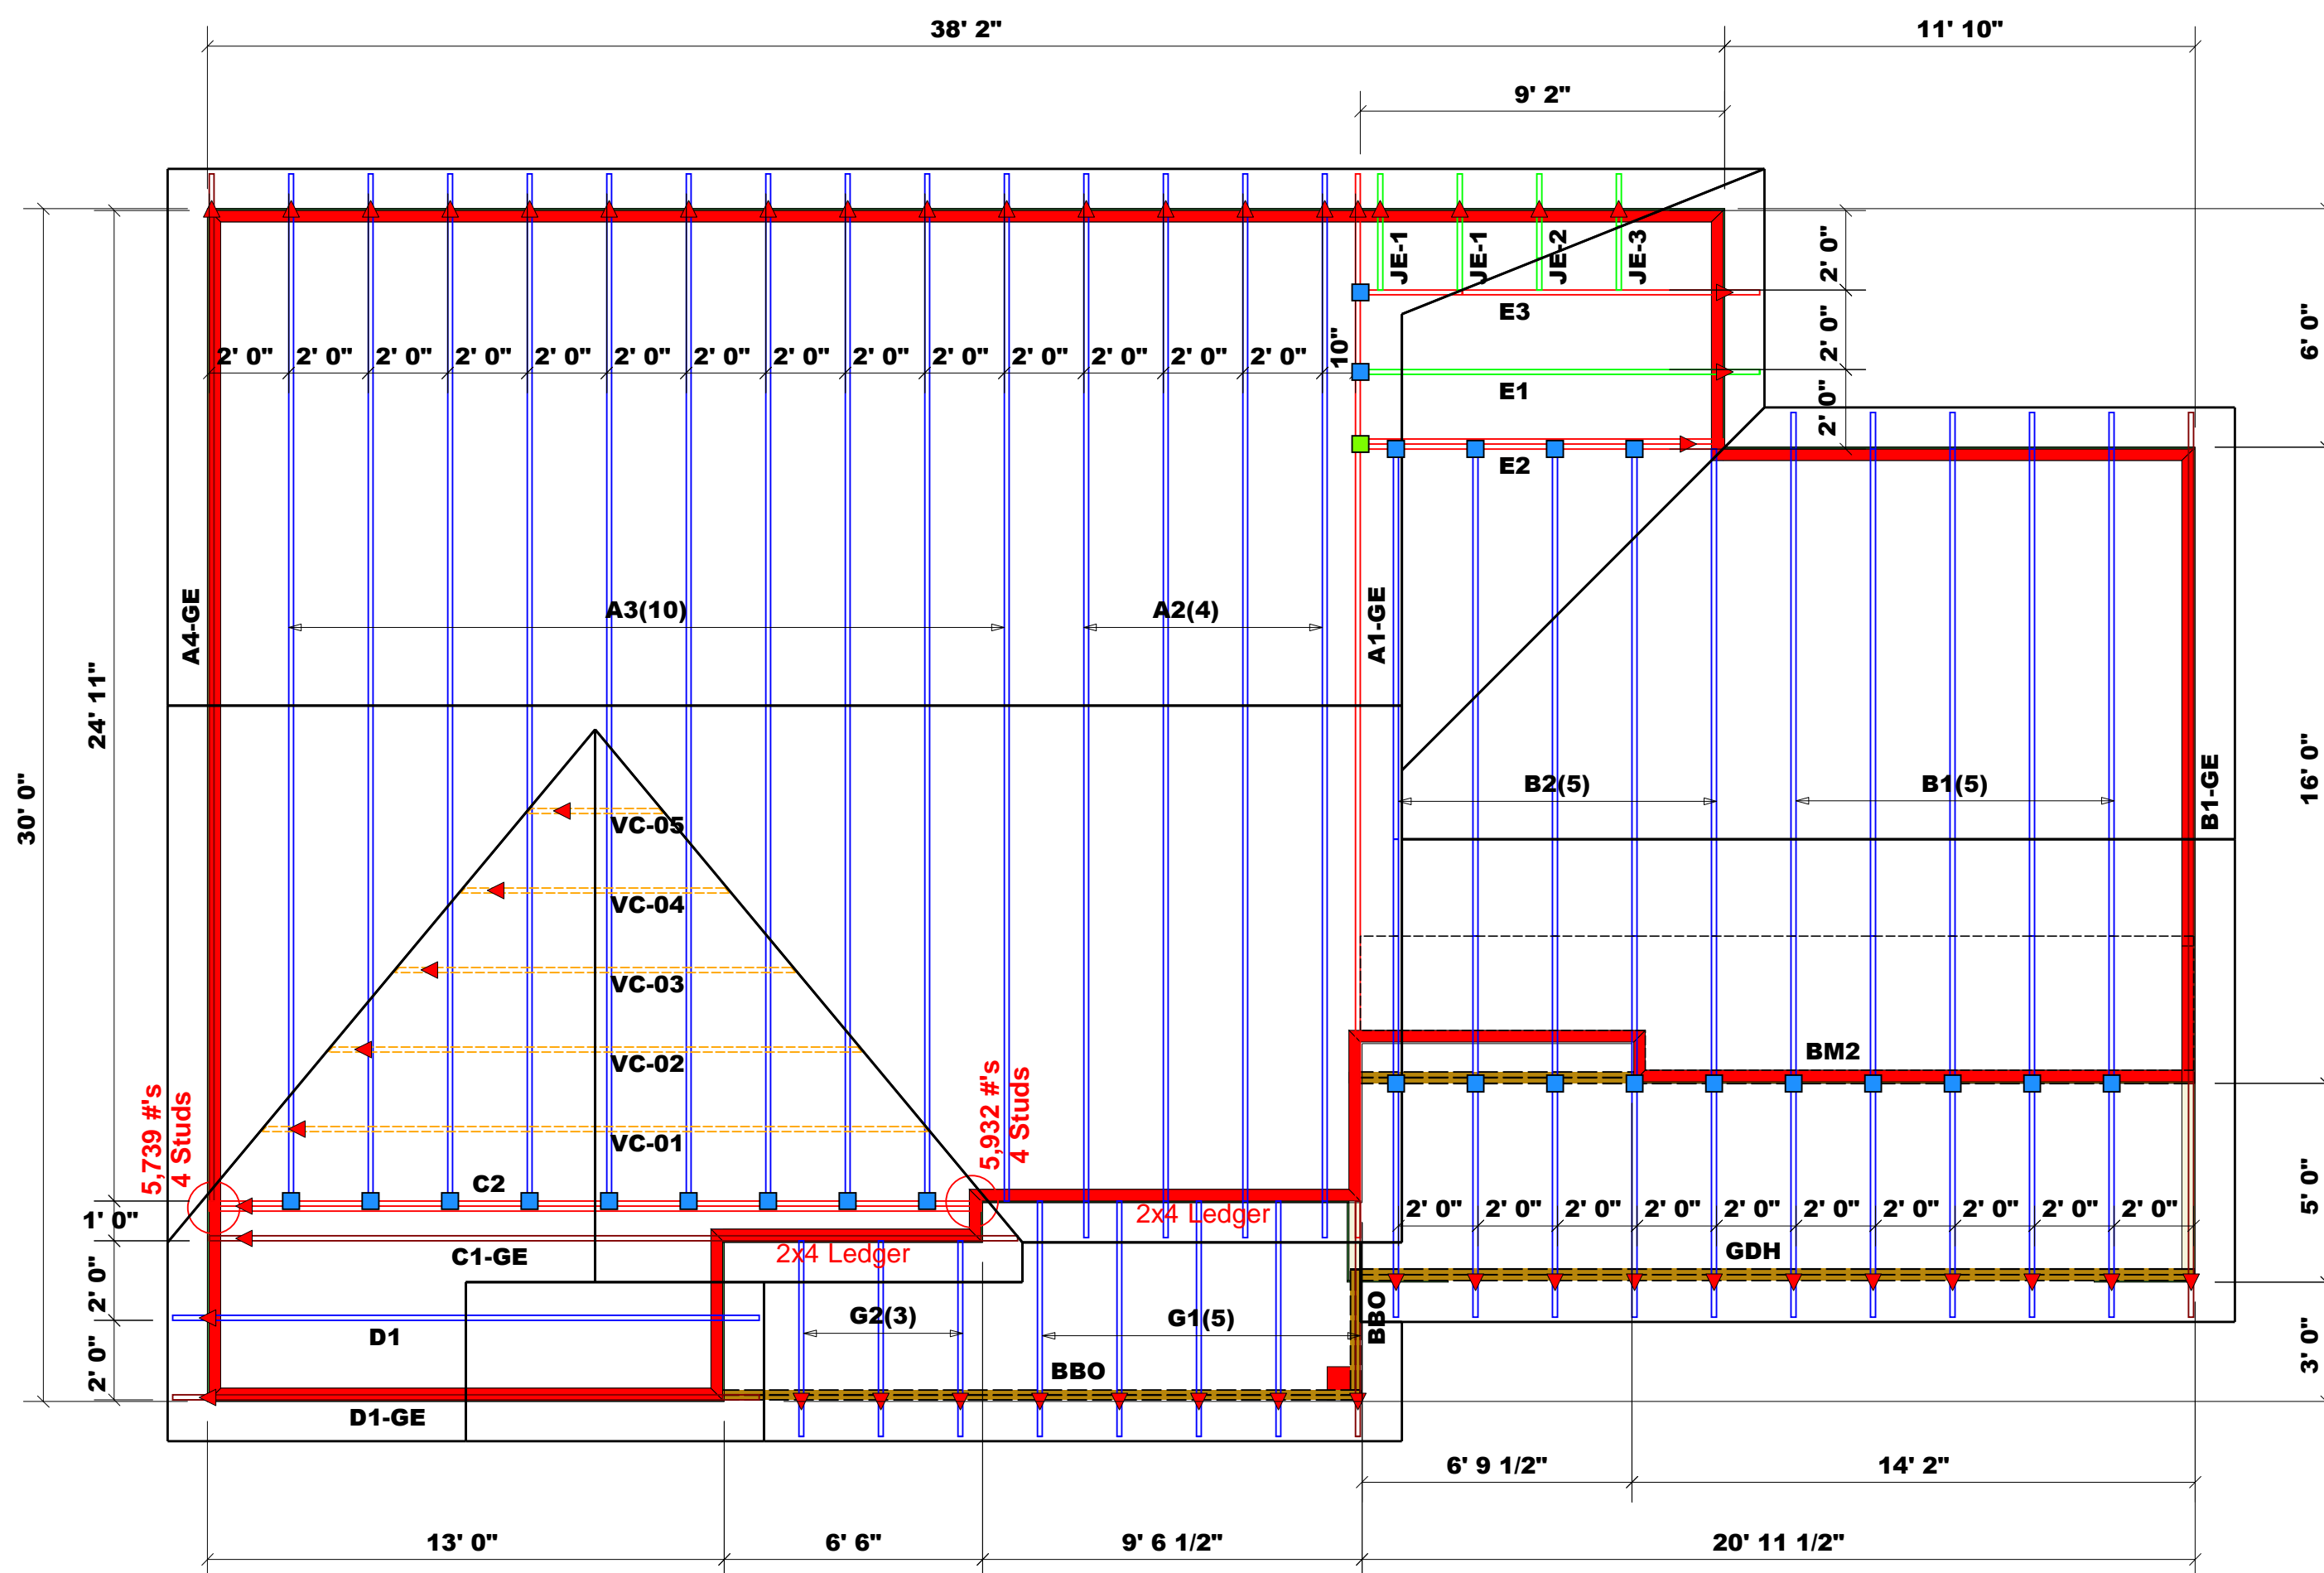 38' 2"
11' 10"
9' 2"
JE-1
JE-1
JE-2
JE-3
2' 0"
2' 0"
2' 0"
6' 0"
E3
E1
E2
2' 0"
2' 0"
2' 0"
2' 0"
2' 0"
2' 0"
2' 0"
2' 0"
2' 0"
2' 0"
2' 0"
2' 0"
2' 0"
2' 0"
10"
A4-GE
A3(10)
A2(4)
A1-GE
24' 11"
30' 0"
B2(5)
B1(5)
B1-GE
16' 0"
VC-05
VC-04
VC-03
VC-02
VC-01
BM2
5,739 #'s
4 Studs
5,932 #'s
4 Studs
C2
1' 0"
2x4 Ledger
2x4 Ledger
C1-GE
2' 0"
2' 0"
2' 0"
2' 0"
2' 0"
2' 0"
2' 0"
2' 0"
2' 0"
2' 0"
5' 0"
GDH
2' 0"
2' 0"
D1
G2(3)
G1(5)
BBO
BBO
3' 0"
D1-GE
6' 9 1/2"
14' 2"
13' 0"
6' 6"
9' 6 1/2"
20' 11 1/2"